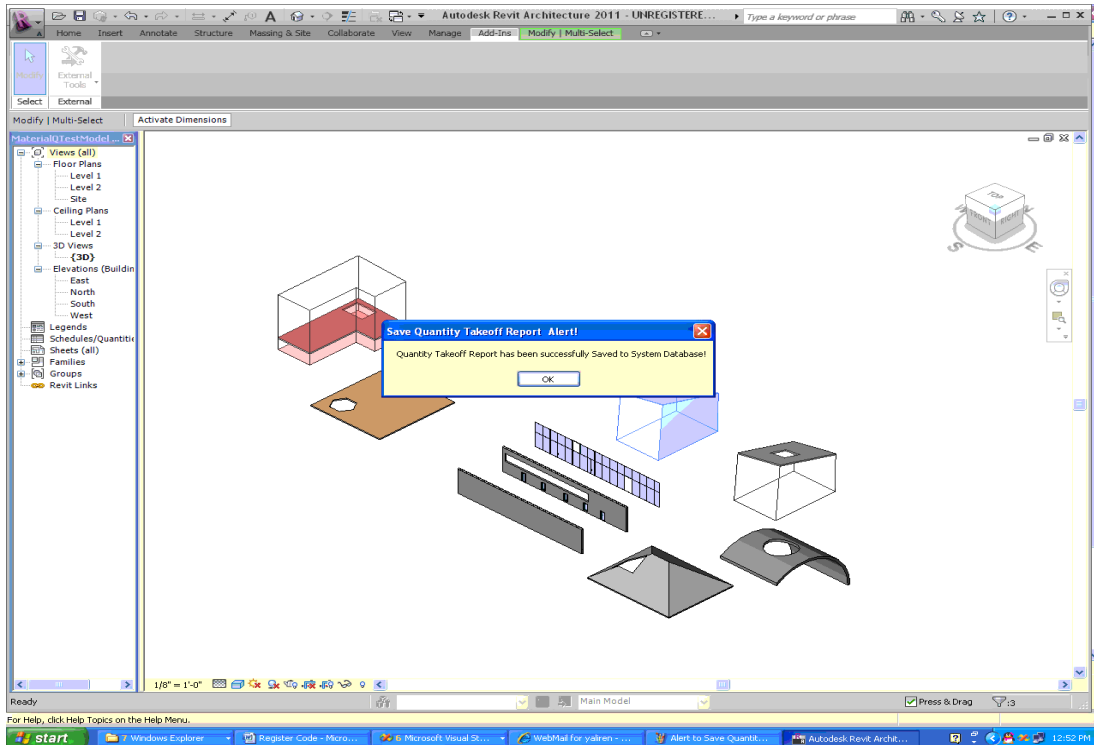 Autodesk Revit Architecture 2011 - UNREGISTERE...
Type a keyword or phrase
Home Insert Annotate Structure Massing & Site Collaborate View Manage Add-Ins Modify | Multi-Select
Modify
External
Tools
Select External
Modify | Multi-Select Activate Dimensions
MaterialQTestModel ...
Views (all)
Floor Plans
Level 1
Level 2
Site
Ceiling Plans
Level 1
Level 2
3D Views
{3D}
Elevations (Buildin
East
North
South
West
Legends
Schedules/Quantitie
Sheets (all)
Families
Groups
Revit Links
TOP
FRONT
RIGHT
S
E
Save Quantity Takeoff Report Alert!
Quantity Takeoff Report has been successfully Saved to System Database!
OK
1/8" = 1'-0"
Ready
Main Model
Press & Drag
:3
For Help, click Help Topics on the Help Menu.
start
7 Windows Explorer
Register Code - Micro...
6 Microsoft Visual St...
WebMail for yaliren - ...
Alert to Save Quantit...
Autodesk Revit Archit...
12:52 PM